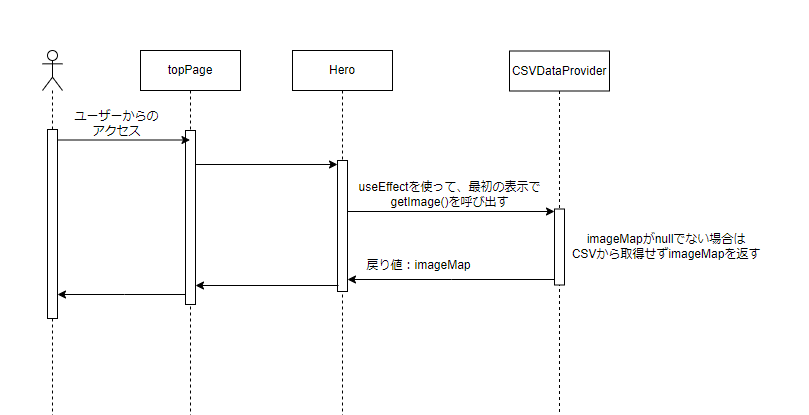 topPage
Hero
CSVDataProvider
ユーザーからの
アクセス
useEffectを使って、最初の表示で
getImage()を呼び出す
imageMapがnullでない場合は
CSVから取得せずimageMapを返す
戻り値：imageMap